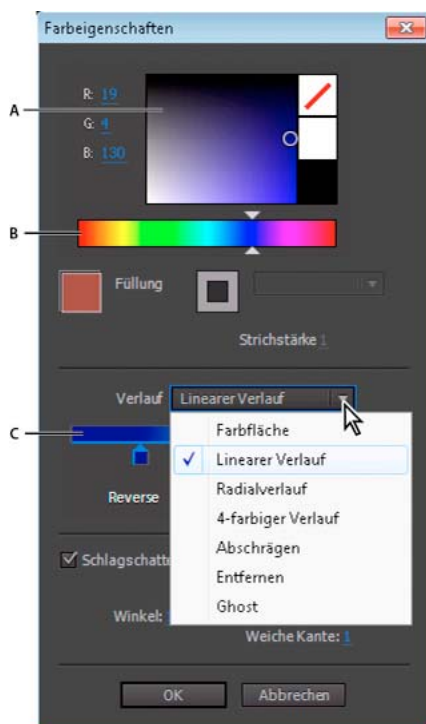 Farbeigenschaften
A
R: 19
G: 4
B: 130
B
Füllung
Strichstärke 1
Verlauf Linearer Verlauf
C
Farbfläche
✓ Linearer Verlauf
Radialverlauf
4-farbiger Verlauf
Abschrägen
Entfernen
Ghost
Reverse
Winkel:
Weiche Kante: 1
OK Abbrechen